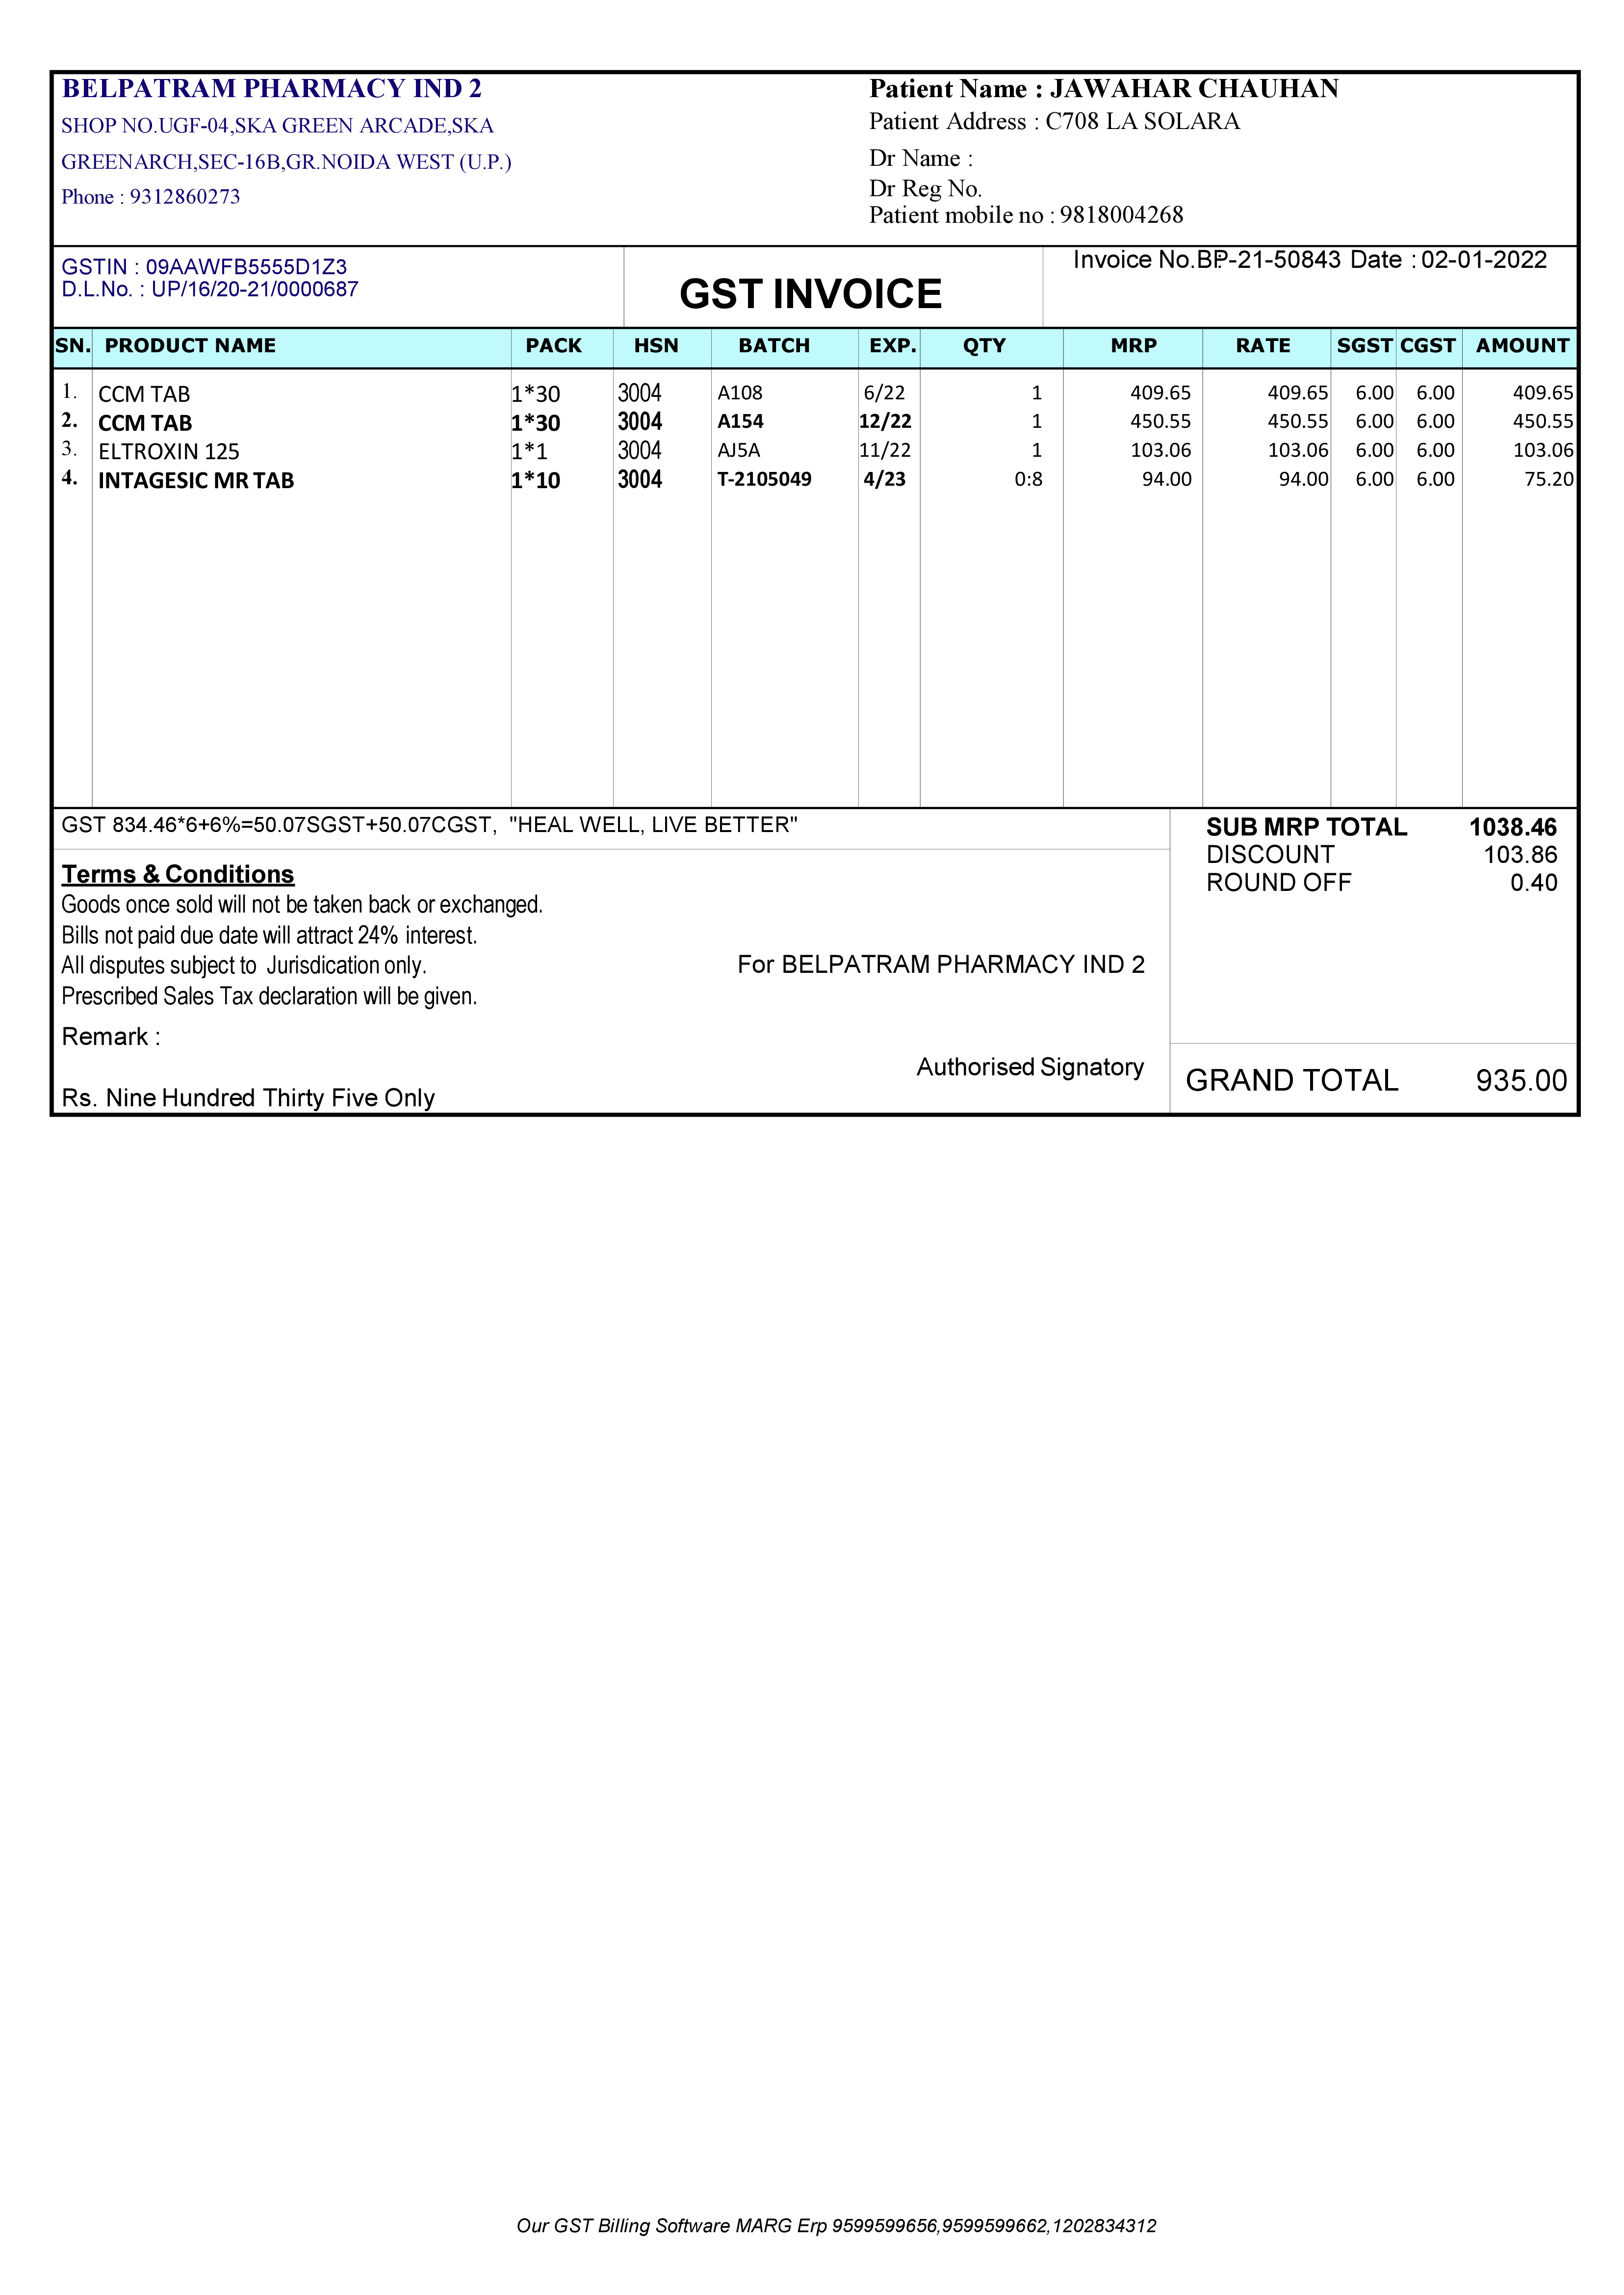 BELPATRAM PHARMACY IND 2
SHOP NO.UGF-04,SKA GREEN ARCADE,SKA
GREENARCH,SEC-16B,GR.NOIDA WEST (U.P.)
Phone : 9312860273
Patient Name : JAWAHAR CHAUHAN
Patient Address : C708 LA SOLARA
Dr Name :
Dr Reg No.
Patient mobile no : 9818004268
GSTIN : 09AAWFB5555D1Z3
D.L.No. : UP/16/20-21/0000687
GST INVOICE
Invoice No.BP-21-50843 Date : 02-01-2022
SN. PRODUCT NAME PACK HSN BATCH EXP. QTY MRP RATE SGST CGST AMOUNT
1. CCM TAB 1*30 3004 A108 6/22 1 409.65 409.65 6.00 6.00 409.65
2. CCM TAB 1*30 3004 A154 12/22 1 450.55 450.55 6.00 6.00 450.55
3. ELTROXIN 125 1*1 3004 AJ5A 11/22 1 103.06 103.06 6.00 6.00 103.06
4. INTAGESIC MR TAB 1*10 3004 T-2105049 4/23 0:8 94.00 94.00 6.00 6.00 75.20
GST 834.46*6+6%=50.07SGST+50.07CGST, "HEAL WELL, LIVE BETTER"
SUB MRP TOTAL 1038.46
DISCOUNT 103.86
ROUND OFF 0.40
Terms & Conditions
Goods once sold will not be taken back or exchanged.
Bills not paid due date will attract 24% interest.
All disputes subject to Jurisdication only.
Prescribed Sales Tax declaration will be given.
For BELPATRAM PHARMACY IND 2
Remark :
Authorised Signatory
Rs. Nine Hundred Thirty Five Only
GRAND TOTAL 935.00
Our GST Billing Software MARG Erp 9599599656,9599599662,1202834312